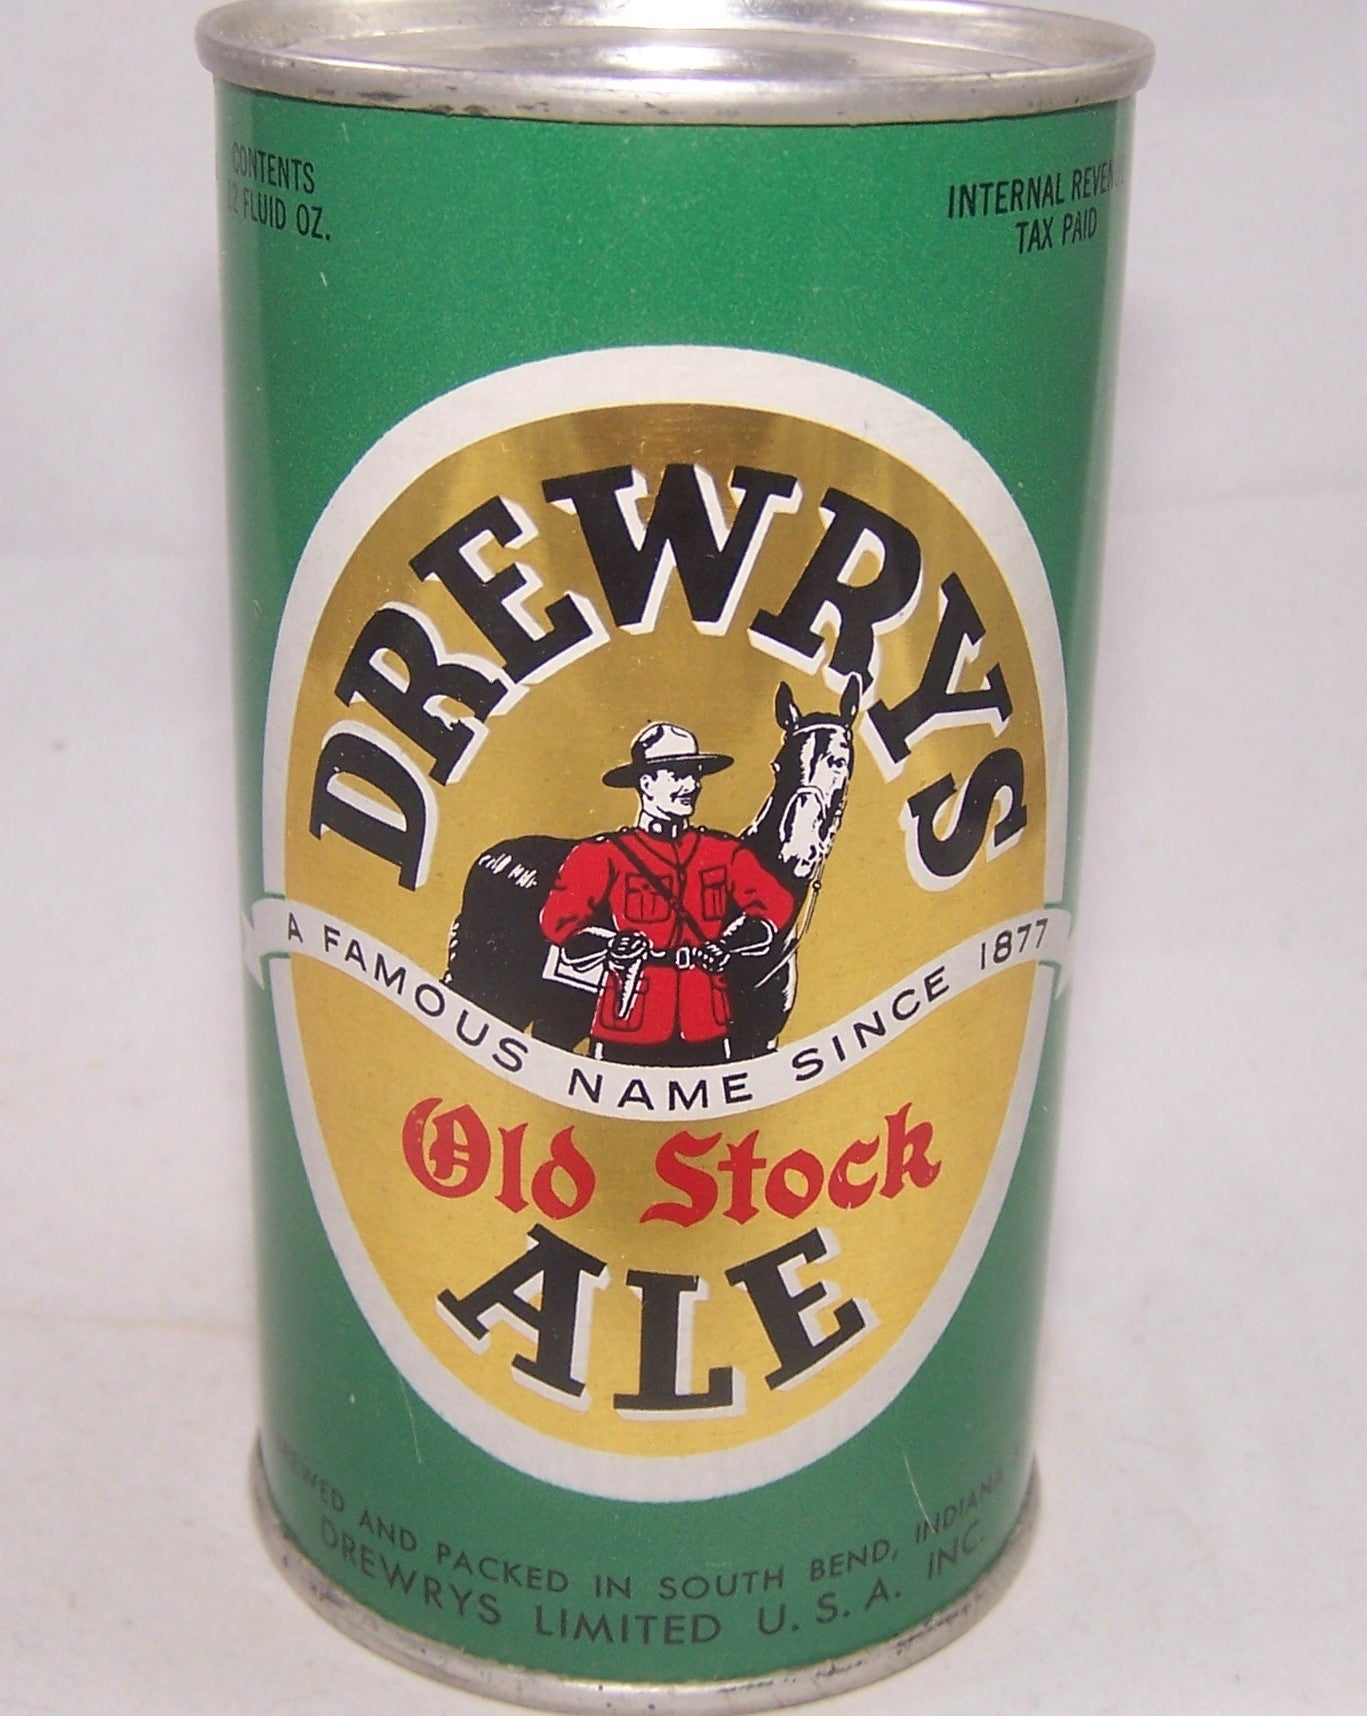 CONTENTS
FLUID OZ.
INTERNAL
TAX PAID
DREWRYS
A FAMOUS NAME SINCE 1877
Old Stock
ALE
AND PACKED IN SOUTH BEND, INDIANA
DREWRYS LIMITED U.S.A. INC.